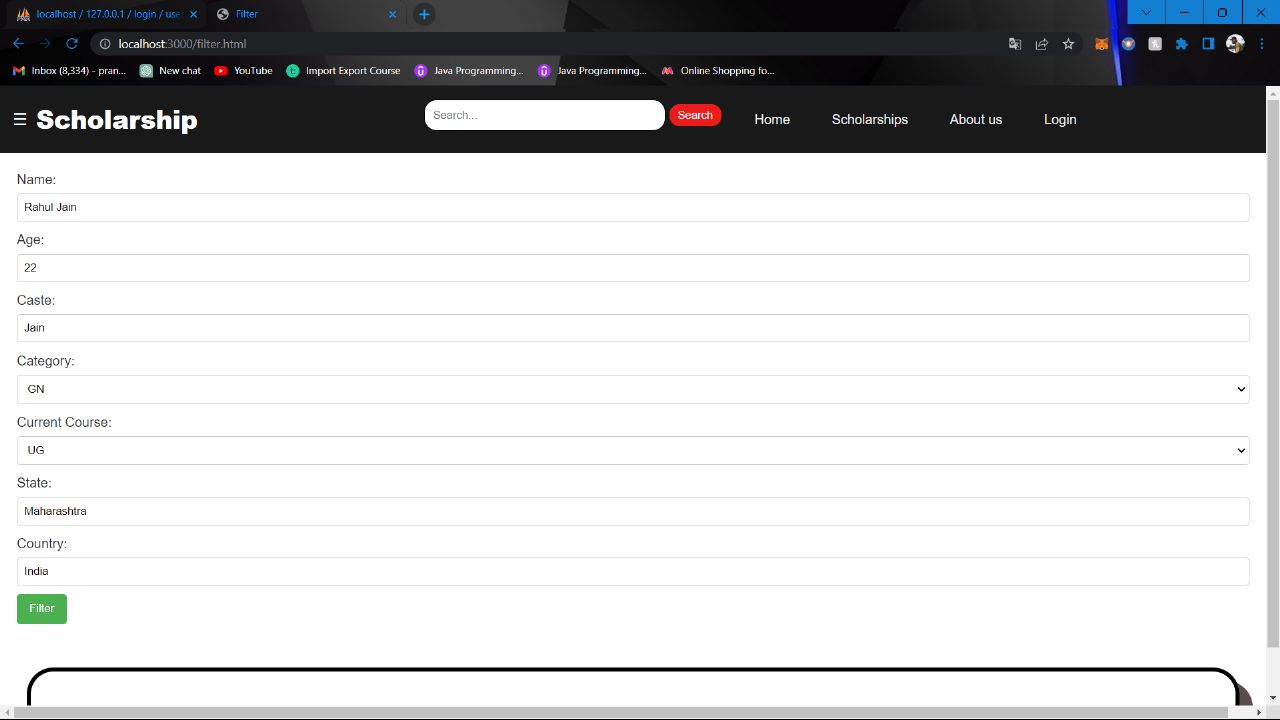 localhost / 127.0.0.1 / login / use
Filter
localhost:3000/filter.html
Inbox (8,334) - pran... New chat YouTube Import Export Course Java Programming... Java Programming... Online Shopping fo...
☰ Scholarship Search... Search Home Scholarships About us Login
Name:
Rahul Jain
Age:
22
Caste:
Jain
Category:
GN
Current Course:
UG
State:
Maharashtra
Country:
India
Filter